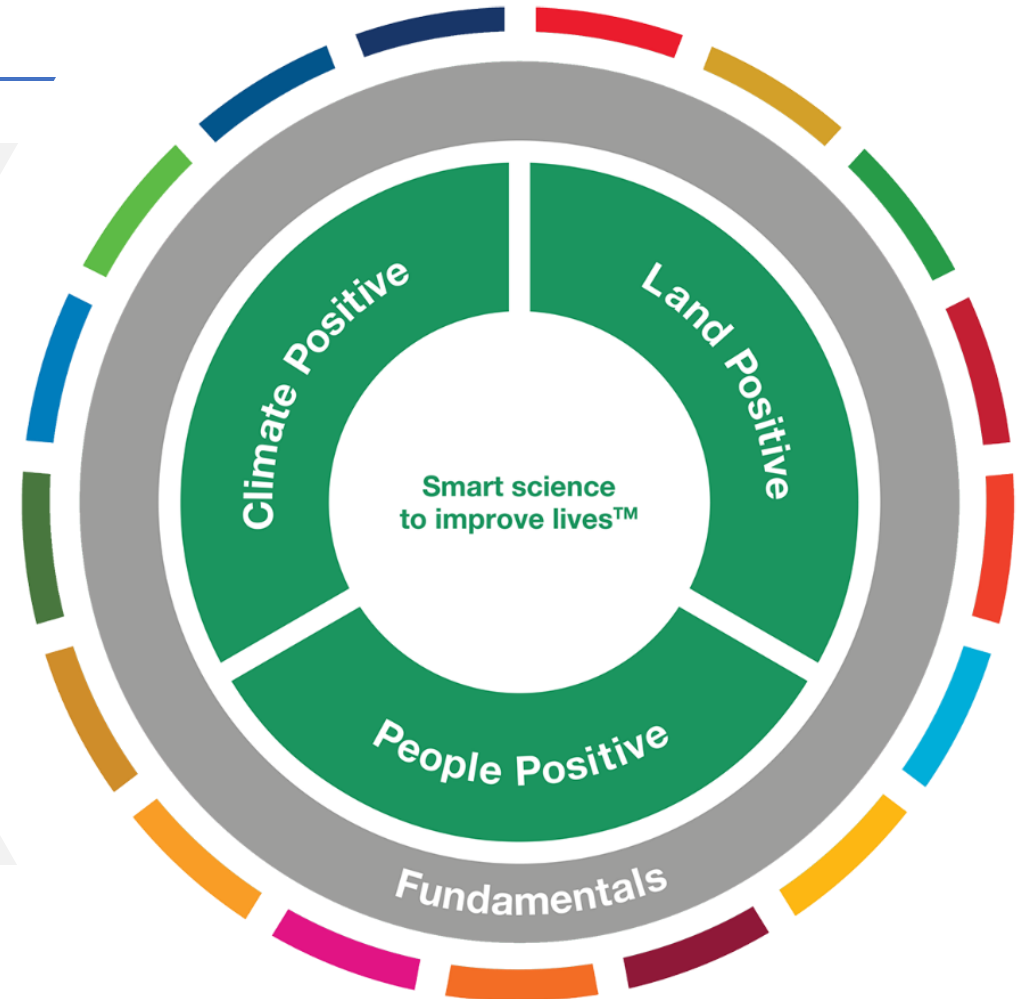 Climate Positive
Land Positive
Smart science
to improve lives™
People Positive
Fundamentals